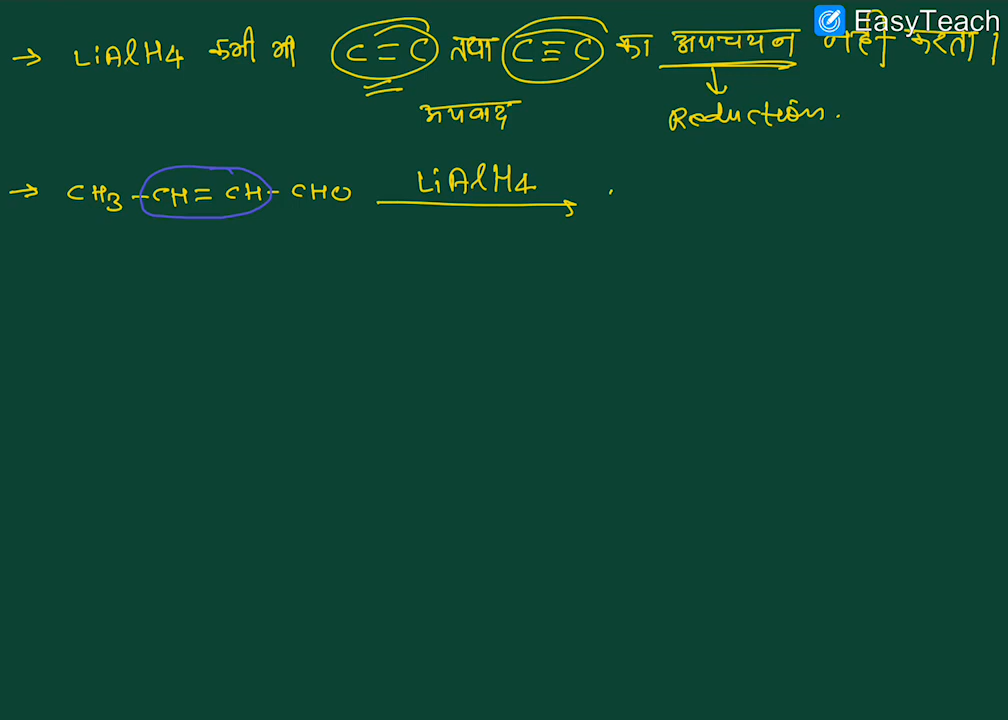 EasyTeach
→ LiAlH4 कभी भी C=C तथा C≡C का अपचयन नहीं करता।
अपवाद Reduction.
→ CH3-CH=CH-CHO LiAlH4